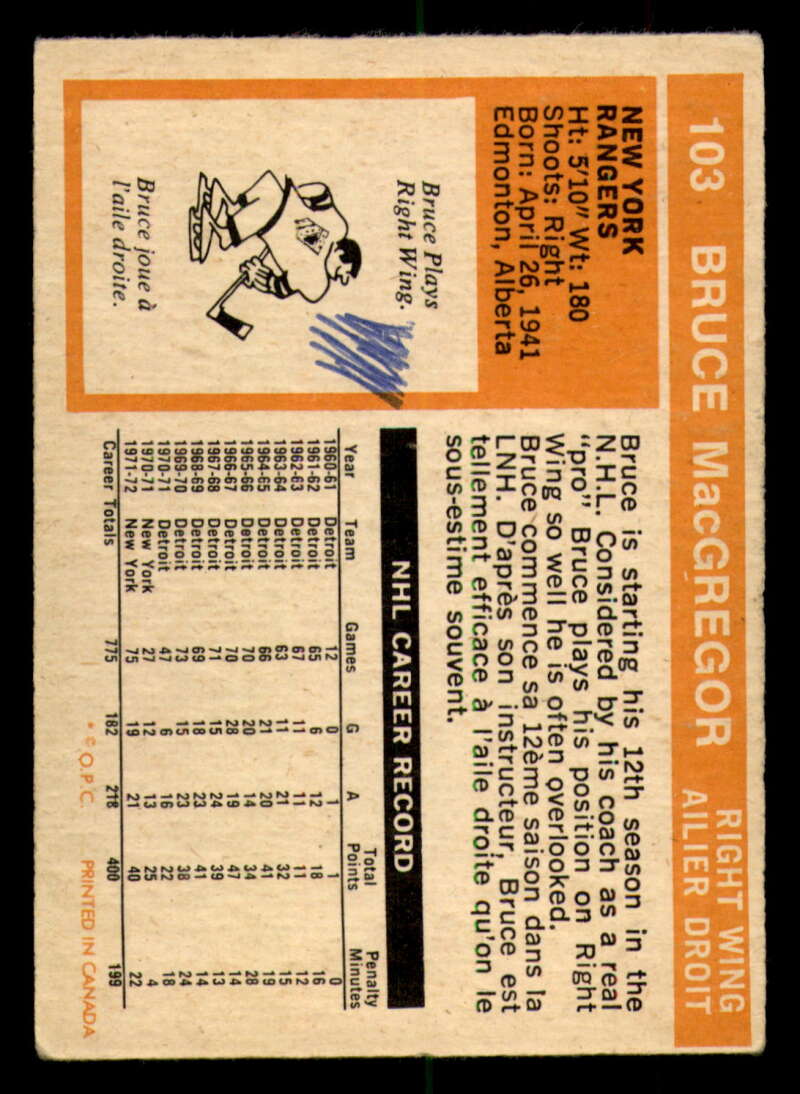 103 BRUCE MacGREGOR
RIGHT WING
AILIER DROIT
NEW YORK
RANGERS
Ht: 5'10" Wt: 180
Shoots: Right
Born: April 26, 1941
Edmonton, Alberta
Bruce Plays
Right Wing.
Bruce joue à
l'aile droite.
Bruce is starting his 12th season in the
N.H.L. Considered by his coach as a real
"pro" Bruce plays his position on Right
Wing so well he is often overlooked.
Bruce commence sa 12ème saison dans la
LNH. D'après son instructeur, Bruce est
tellement efficace à l'aile droite qu'on le
sous-estime souvent.
NHL CAREER RECORD
Year Team Games G A Total Points Penalty Minutes
1960-61 Detroit 12 0 1 1 0
1961-62 Detroit 65 6 12 18 16
1962-63 Detroit 67 11 11 11 12
1963-64 Detroit 63 11 21 32 15
1964-65 Detroit 66 21 20 41 19
1965-66 Detroit 70 20 14 34 28
1966-67 Detroit 70 28 19 47 14
1967-68 Detroit 71 15 24 39 13
1968-69 Detroit 69 18 23 41 14
1969-70 Detroit 73 15 23 38 24
1970-71 Detroit 47 6 16 22 18
1970-71 New York 27 12 13 25 4
1971-72 New York 75 19 21 40 22
Career Totals 775 182 218 400 199
* © O.P.C. PRINTED IN CANADA